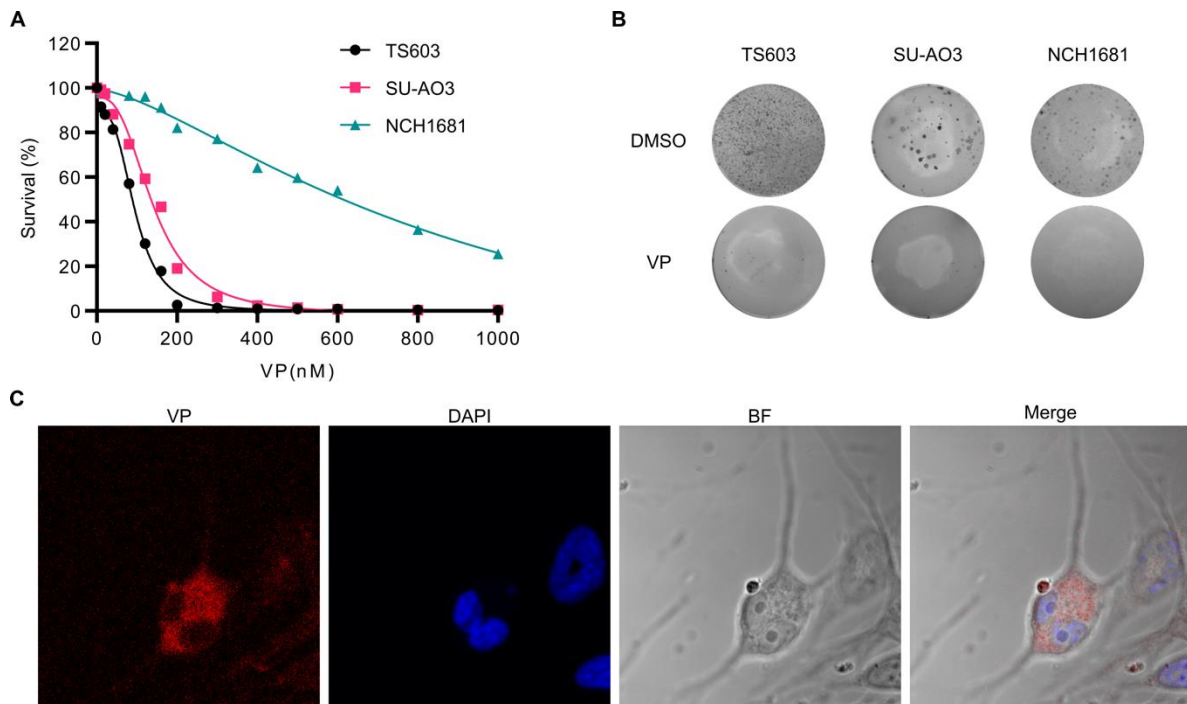 A
120
100
80
60
40
20
0
Survival (%)
0 200 400 600 800 1000
VP(nM)
TS603
SU-AO3
NCH1681
B
TS603 SU-AO3 NCH1681
DMSO
VP
C
VP DAPI BF Merge